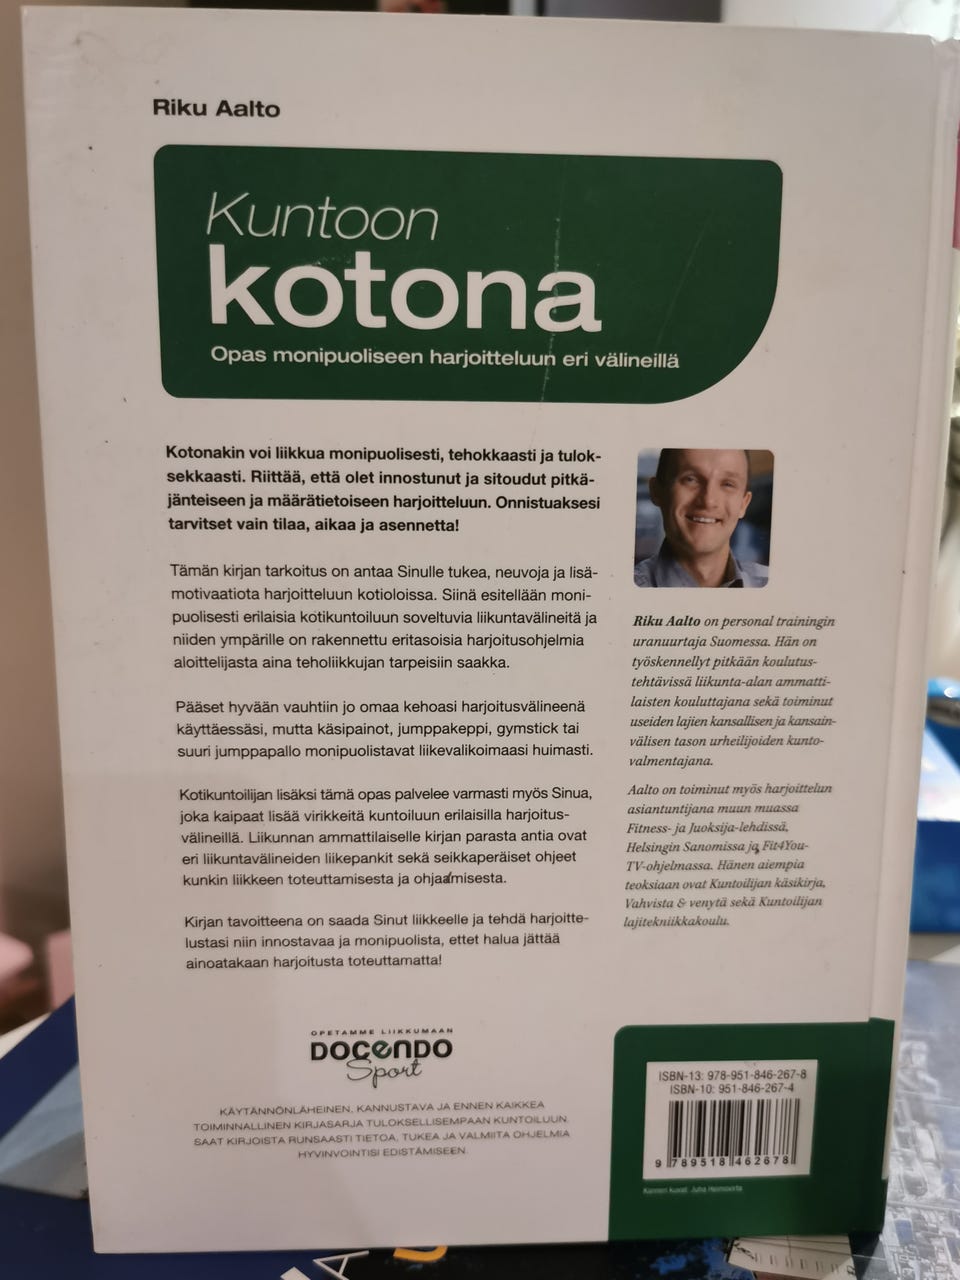 Riku Aalto
Kuntoon
kotona
Opas monipuoliseen harjoitteluun eri välineillä
Kotonakin voi liikkua monipuolisesti, tehokkaasti ja tulok-
sekkaasti. Riittää, että olet innostunut ja sitoudut pitkä-
jänteiseen ja määrätietoiseen harjoitteluun. Onnistuaksesi
tarvitset vain tilaa, aikaa ja asennetta!
Tämän kirjan tarkoitus on antaa Sinulle tukea, neuvoja ja lisä-
motivaatiota harjoitteluun kotioloissa. Siinä esitellään moni-
puolisesti erilaisia kotikuntoiluun soveltuvia liikuntavälineitä ja
niiden ympärille on rakennettu eritasoisia harjoitusohjelmia
aloittelijasta aina teholiikkujan tarpeisiin saakka.
Pääset hyvään vauhtiin jo omaa kehoasi harjoitusvälineenä
käyttäessäsi, mutta käsipainot, jumppakeppi, gymstick tai
suuri jumppapallo monipuolistavat liikevalikoimaasi huimasti.
Kotikuntoilijan lisäksi tämä opas palvelee varmasti myös Sinua,
joka kaipaat lisää virikkeitä kuntoiluun erilaisilla harjoitus-
välineillä. Liikunnan ammattilaiselle kirjan parasta antia ovat
eri liikuntavälineiden liikepankit sekä seikkaperäiset ohjeet
kunkin liikkeen toteuttamisesta ja ohjaamisesta.
Kirjan tavoitteena on saada Sinut liikkeelle ja tehdä harjoitte-
lustasi niin innostavaa ja monipuolista, ettet halua jättää
ainoatakaan harjoitusta toteuttamatta!
Riku Aalto on personal trainingin
uranuurtaja Suomessa. Hän on
työskennellyt pitkään koulutus-
tehtävissä liikunta-alan ammatti-
laisten kouluttajana sekä toiminut
useiden lajien kansallisen ja kansain-
välisen tason urheilijoiden kunto-
valmentajana.
Aalto on toiminut myös harjoittelun
asiantuntijana muun muassa
Fitness- ja Juoksija-lehdissä,
Helsingin Sanomissa ja Fit4You-
TV-ohjelmassa. Hänen aiempia
teoksiaan ovat Kuntoilijan käsikirja,
Vahvista & venytä sekä Kuntoilijan
lajitekniikkakoulu.
OPETAMME LIIKKUMAAN
DOCENDO
Sport
KÄYTÄNNÖNLÄHEINEN, KANNUSTAVA JA ENNEN KAIKKEA
TOIMINNALLINEN KIRJASARJA TULOKSELLISEMPAAN KUNTOILUUN.
SAAT KIRJOISTA RUNSAASTI TIETOA, TUKEA JA VALMIITA OHJELMIA
HYVINVOINTISI EDISTÄMISEEN.
ISBN-13: 978-951-846-267-8
ISBN-10: 951-846-267-4
9 789518 462678
Kannen kuvat: Juha